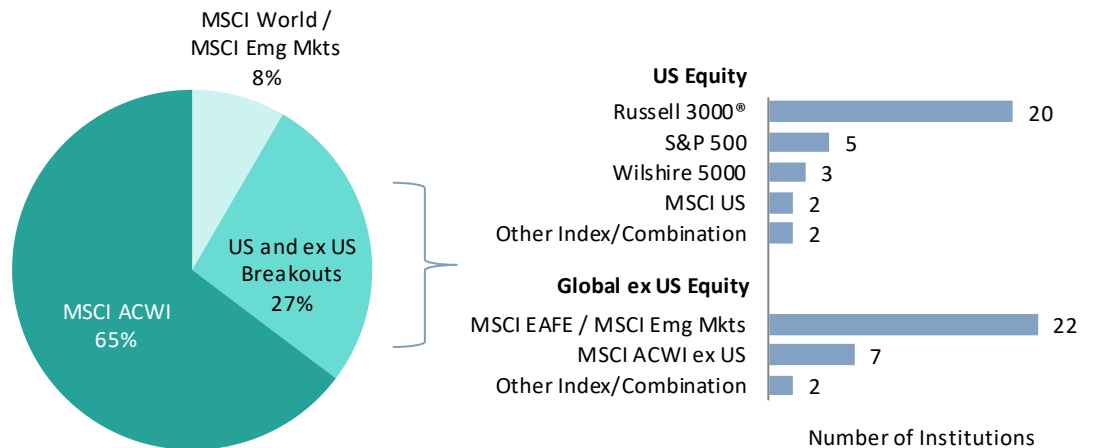 MSCI World /
MSCI Emg Mkts
8%
US and ex US
Breakouts
27%
MSCI ACWI
65%
US Equity
Russell 3000® 20
S&P 500 5
Wilshire 5000 3
MSCI US 2
Other Index/Combination 2
Global ex US Equity
MSCI EAFE / MSCI Emg Mkts 22
MSCI ACWI ex US 7
Other Index/Combination 2
Number of Institutions